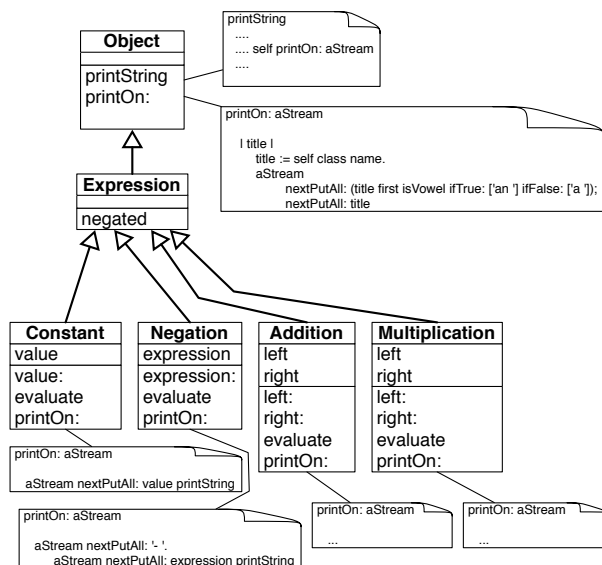 Object
printString
printOn:
printString
....
.... self printOn: aStream
....
printOn: aStream
| title |
title := self class name.
aStream
nextPutAll: (title first isVowel ifTrue: ['an '] ifFalse: ['a ']);
nextPutAll: title
Expression
negated
Constant
value
value:
evaluate
printOn:
Negation
expression
expression:
evaluate
printOn:
Addition
left
right
left:
right:
evaluate
printOn:
Multiplication
left
right
left:
right:
evaluate
printOn:
printOn: aStream
aStream nextPutAll: value printString
printOn: aStream
aStream nextPutAll: '- '.
aStream nextPutAll: expression printString
printOn: aStream
...
printOn: aStream
...